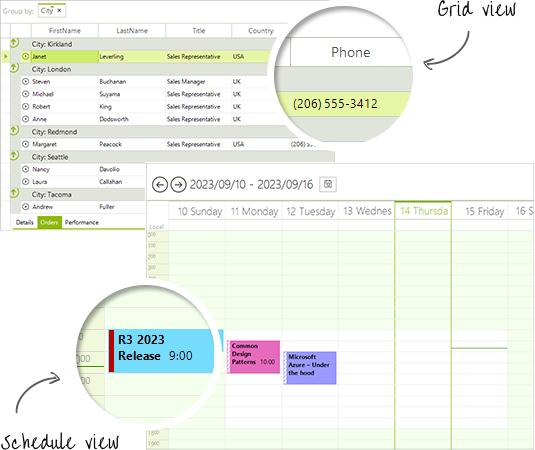 Group by: City ×
Grid view
FirstName LastName Title Country
Phone
City: Kirkland
Janet Leverling Sales Representative USA
City: London
Steven Buchanan Sales Manager UK
Michael Suyama Sales Representative UK
(206) 555-3412
Robert King Sales Representative UK
Anne Dodsworth Sales Representative UK
City: Redmond
Margaret Peacock Sales Representative USA (206) 555
City: Seattle
Nancy Davolio
Laura Callahan
City: Tacoma
Andrew Fuller
Details Orders Performance
2023/09/10 - 2023/09/16
10 Sunday 11 Monday 12 Tuesday 13 Wednes 14 Thursda 15 Friday 16 S
Local
R3 2023
Release 9:00
Common
Design
Patterns 10:00
Microsoft
Azure – Under
the hood
Schedule view